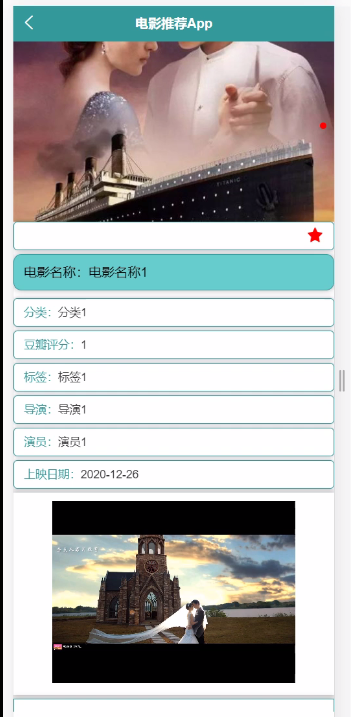 电影推荐App
TITANIC
电影名称：电影名称1
分类：分类1
豆瓣评分：1
标签：标签1
导演：导演1
演员：演员1
上映日期：2020-12-26